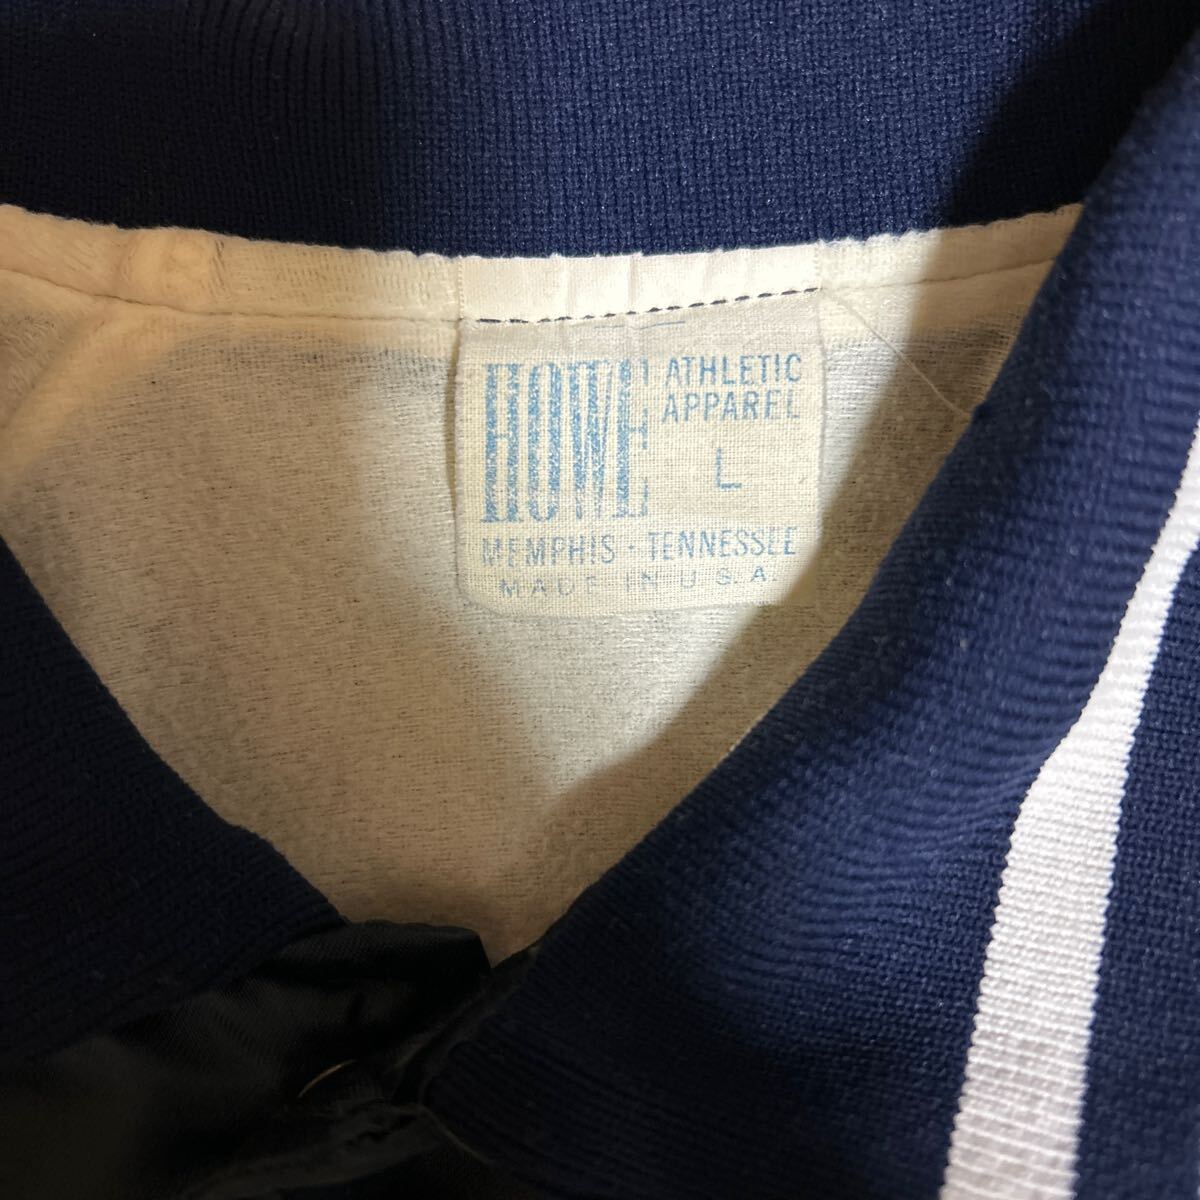 HOWE
ATHLETIC
APPAREL
L
MEMPHIS · TENNESSEE
MADE IN U.S.A.